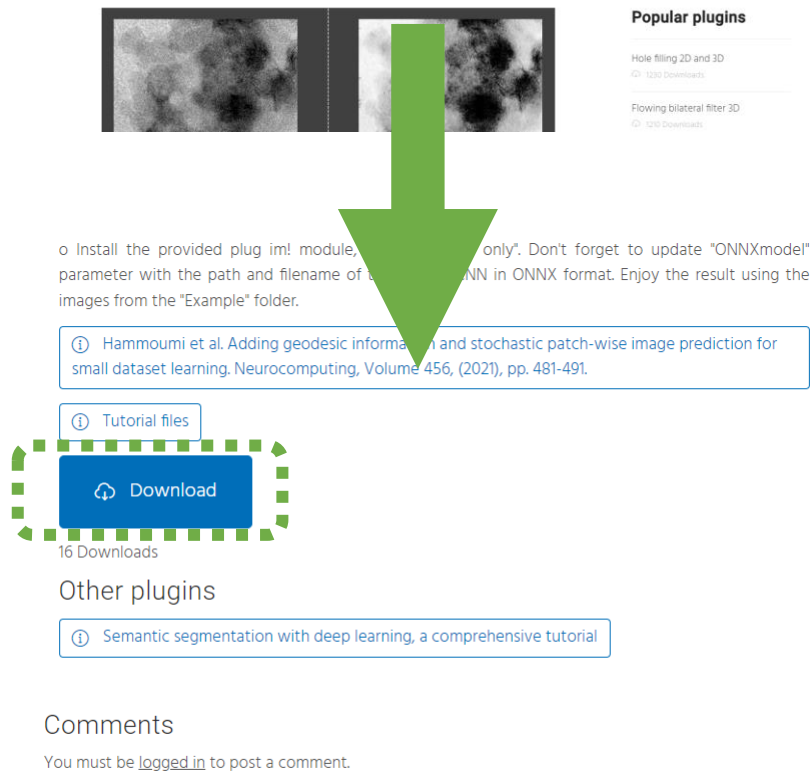 Popular plugins
Hole filling 2D and 3D
1230 Downloads
Flowing bilateral filter 3D
1210 Downloads
o Install the provided plug im! module, only". Don't forget to update "ONNXmodel"
parameter with the path and filename of NN in ONNX format. Enjoy the result using the
images from the "Example" folder.
Hammoumi et al. Adding geodesic information and stochastic patch-wise image prediction for
small dataset learning. Neurocomputing, Volume 456, (2021), pp. 481-491.
Tutorial files
Download
16 Downloads
Other plugins
Semantic segmentation with deep learning, a comprehensive tutorial
Comments
You must be logged in to post a comment.